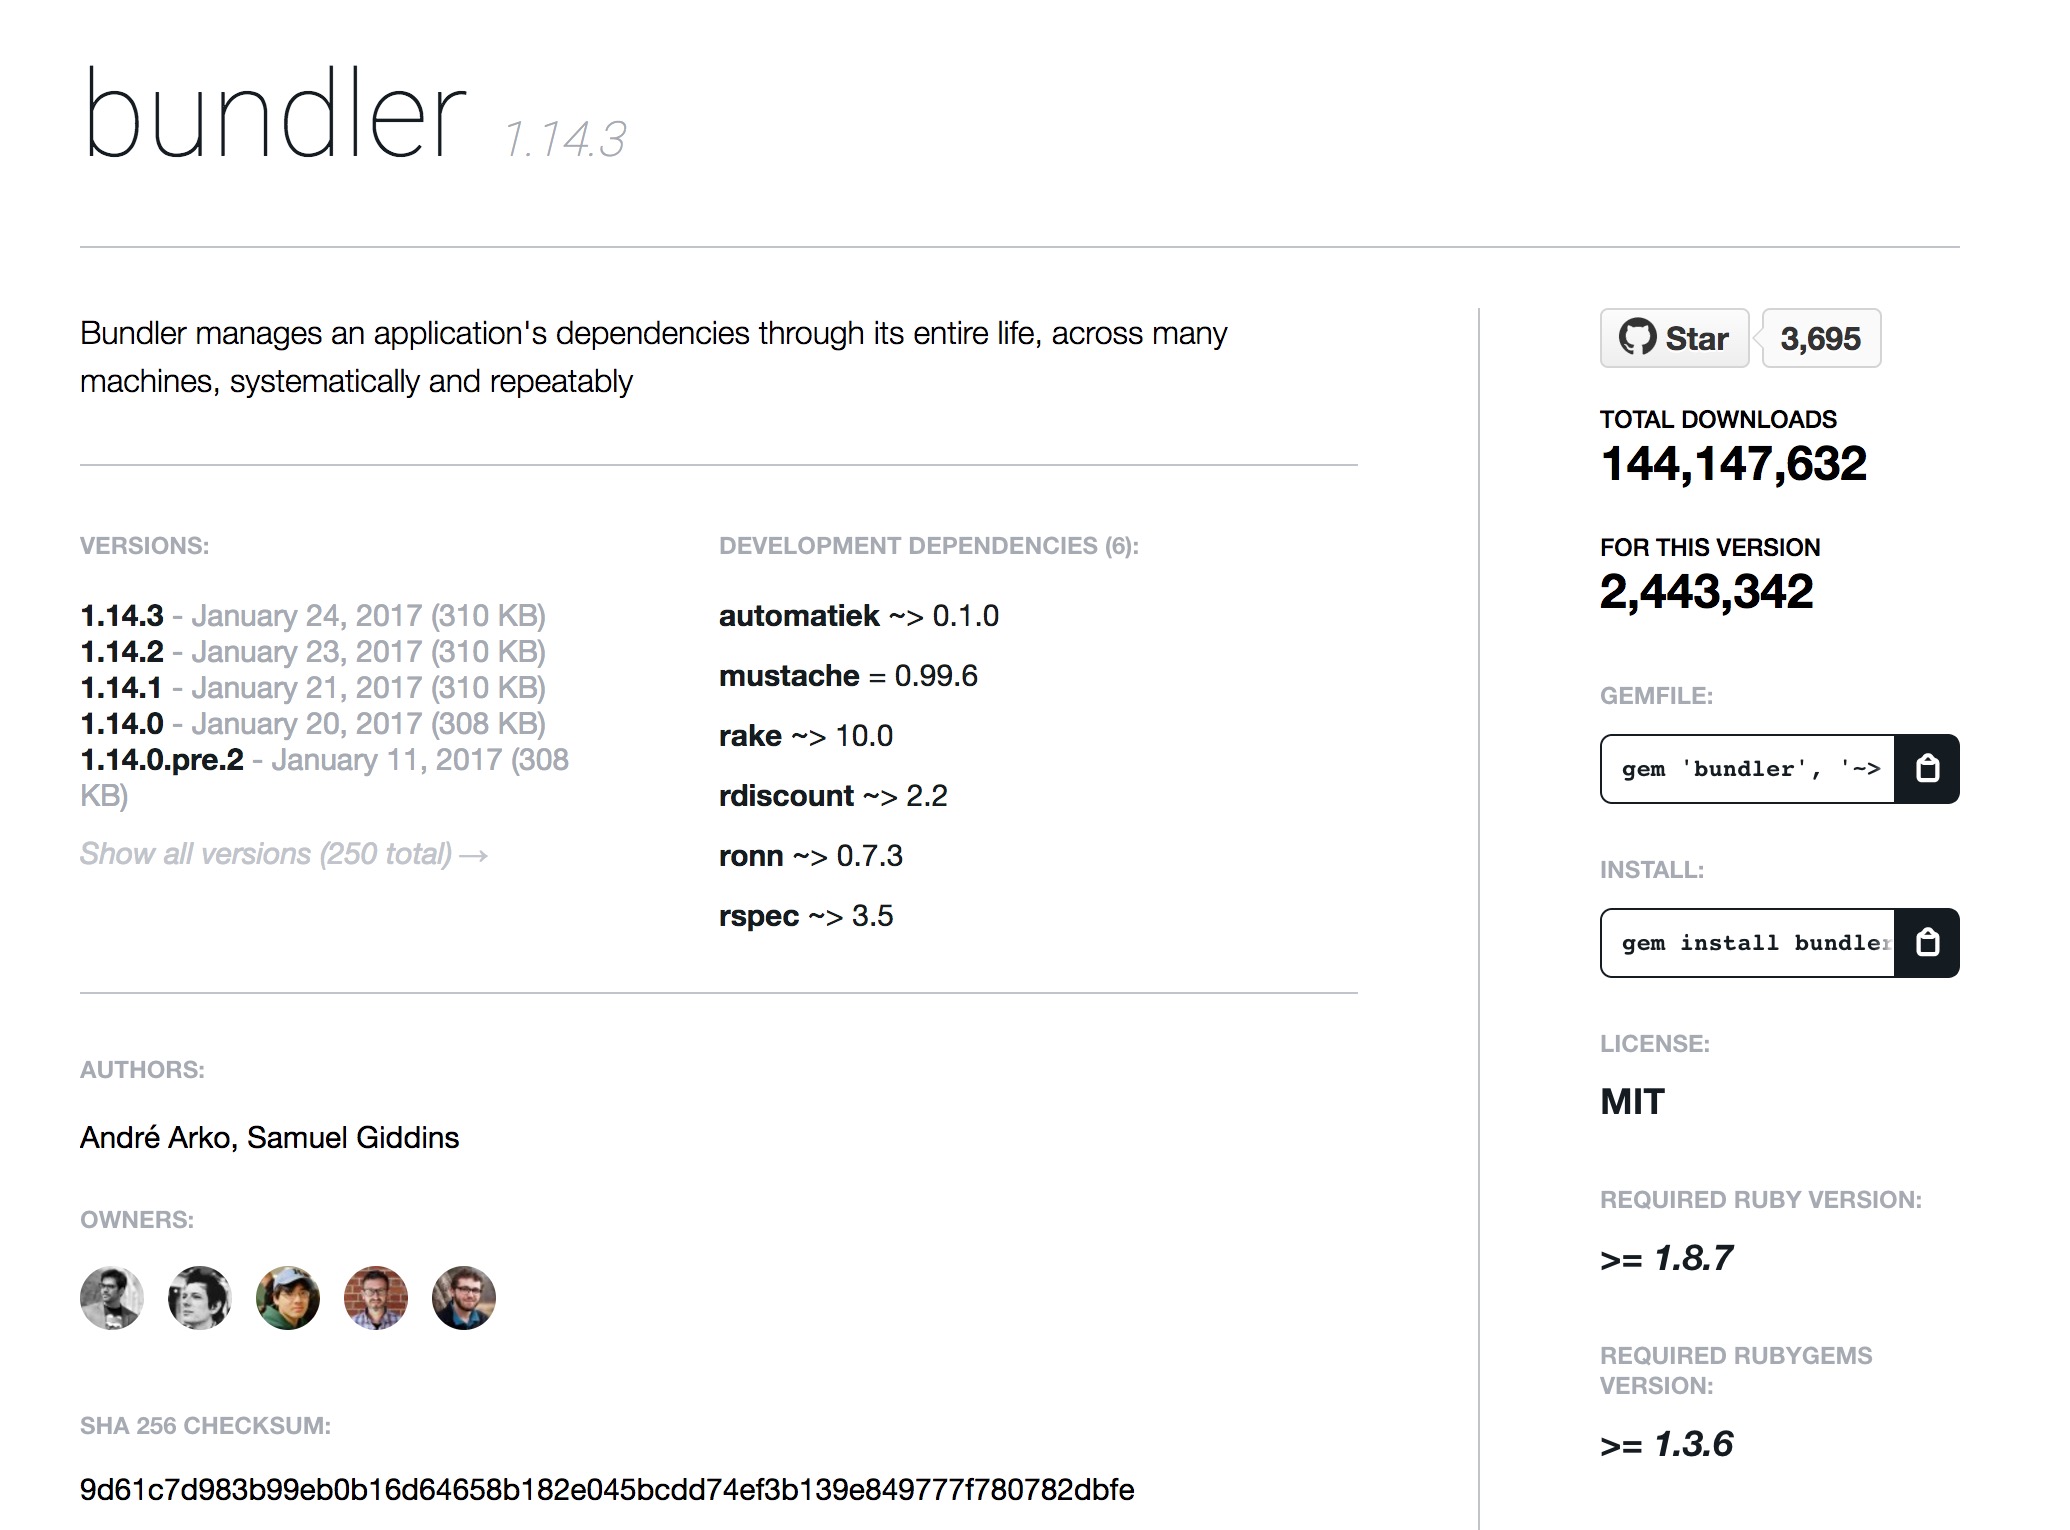 bundler 1.14.3
Bundler manages an application's dependencies through its entire life, across many
machines, systematically and repeatably
VERSIONS:
1.14.3 - January 24, 2017 (310 KB)
1.14.2 - January 23, 2017 (310 KB)
1.14.1 - January 21, 2017 (310 KB)
1.14.0 - January 20, 2017 (308 KB)
1.14.0.pre.2 - January 11, 2017 (308
KB)
Show all versions (250 total) →
DEVELOPMENT DEPENDENCIES (6):
automatiek ~> 0.1.0
mustache = 0.99.6
rake ~> 10.0
rdiscount ~> 2.2
ronn ~> 0.7.3
rspec ~> 3.5
AUTHORS:
André Arko, Samuel Giddins
OWNERS:
SHA 256 CHECKSUM:
9d61c7d983b99eb0b16d64658b182e045bcdd74ef3b139e849777f780782dbfe
Star 3,695
TOTAL DOWNLOADS
144,147,632
FOR THIS VERSION
2,443,342
GEMFILE:
gem 'bundler', '~>
INSTALL:
gem install bundler
LICENSE:
MIT
REQUIRED RUBY VERSION:
>= 1.8.7
REQUIRED RUBYGEMS
VERSION:
>= 1.3.6